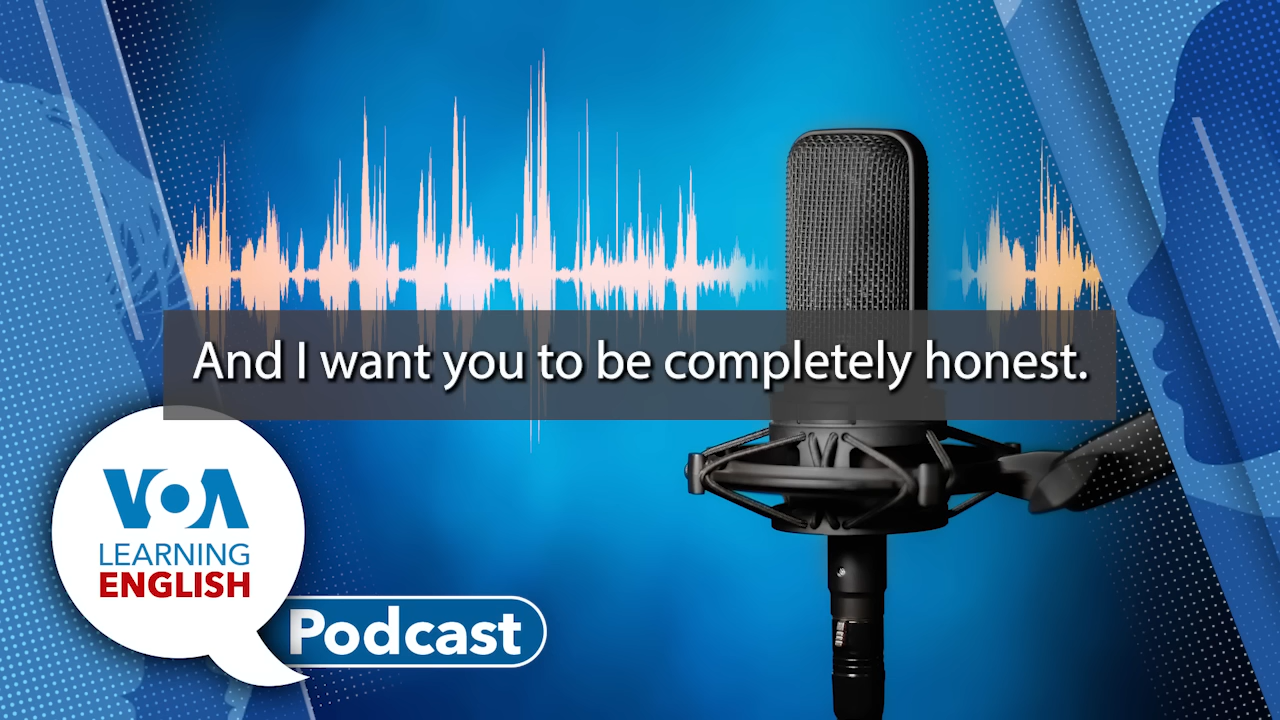 And I want you to be completely honest.
VOA
LEARNING
ENGLISH
Podcast